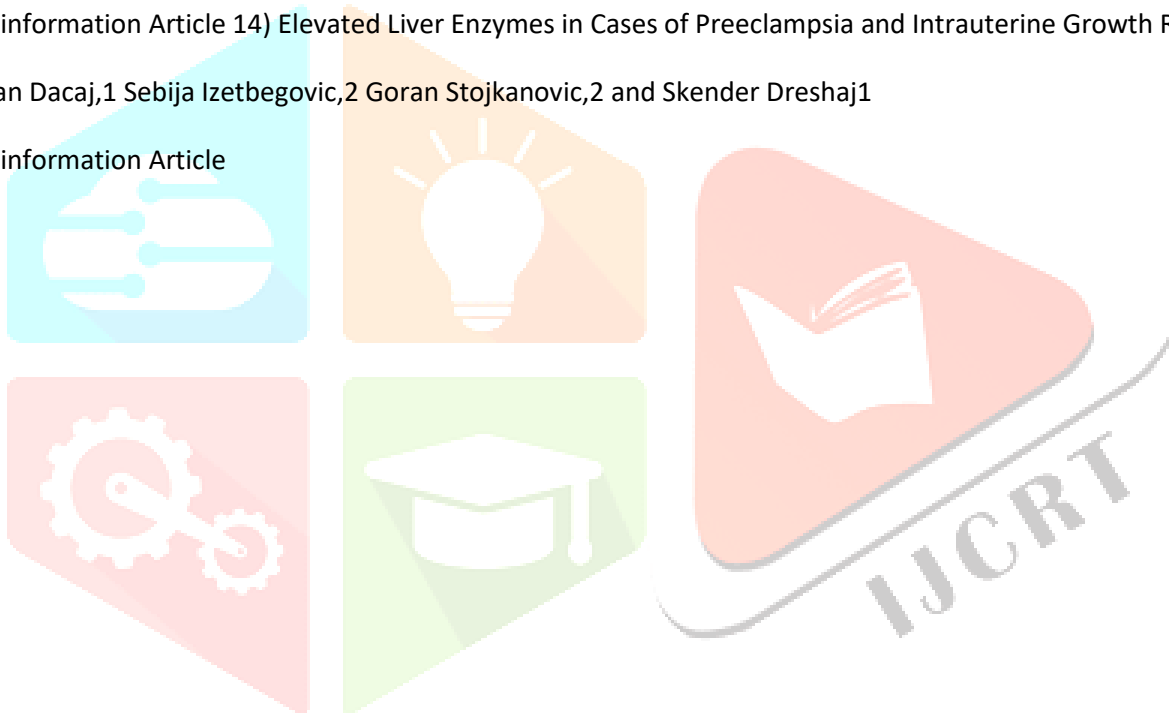 information Article 14) Elevated Liver Enzymes in Cases of Preeclampsia and Intrauterine Growth
an Dacaj,1 Sebija Izetbegovic,2 Goran Stojkanovic,2 and Skender Dreshaj1
information Article
IJCRT